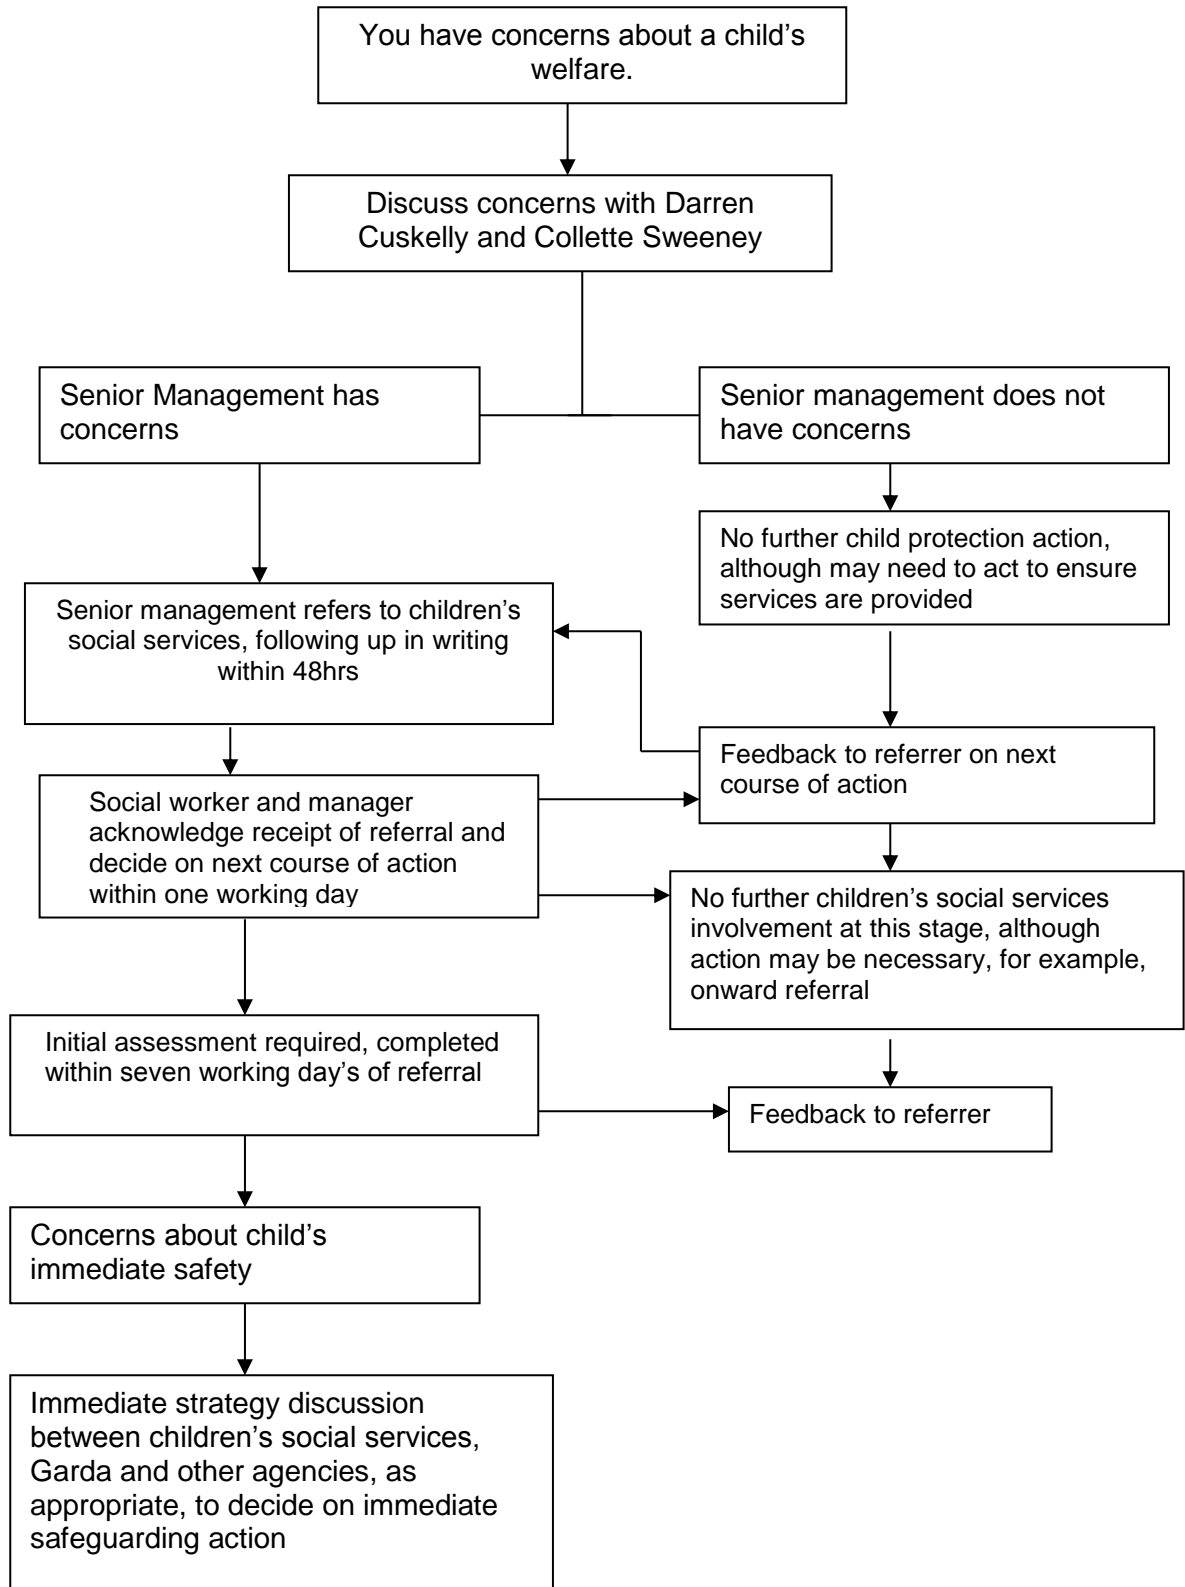 You have concerns about a child’s
welfare.
Discuss concerns with Darren
Cuskelly and Collette Sweeney
Senior Management has
concerns
Senior management does not
have concerns
No further child protection action,
although may need to act to ensure
services are provided
Senior management refers to children’s
social services, following up in writing
within 48hrs
Feedback to referrer on next
course of action
Social worker and manager
acknowledge receipt of referral and
decide on next course of action
within one working day
No further children’s social services
involvement at this stage, although
action may be necessary, for example,
onward referral
Initial assessment required, completed
within seven working day’s of referral
Feedback to referrer
Concerns about child’s
immediate safety
Immediate strategy discussion
between children’s social services,
Garda and other agencies, as
appropriate, to decide on immediate
safeguarding action